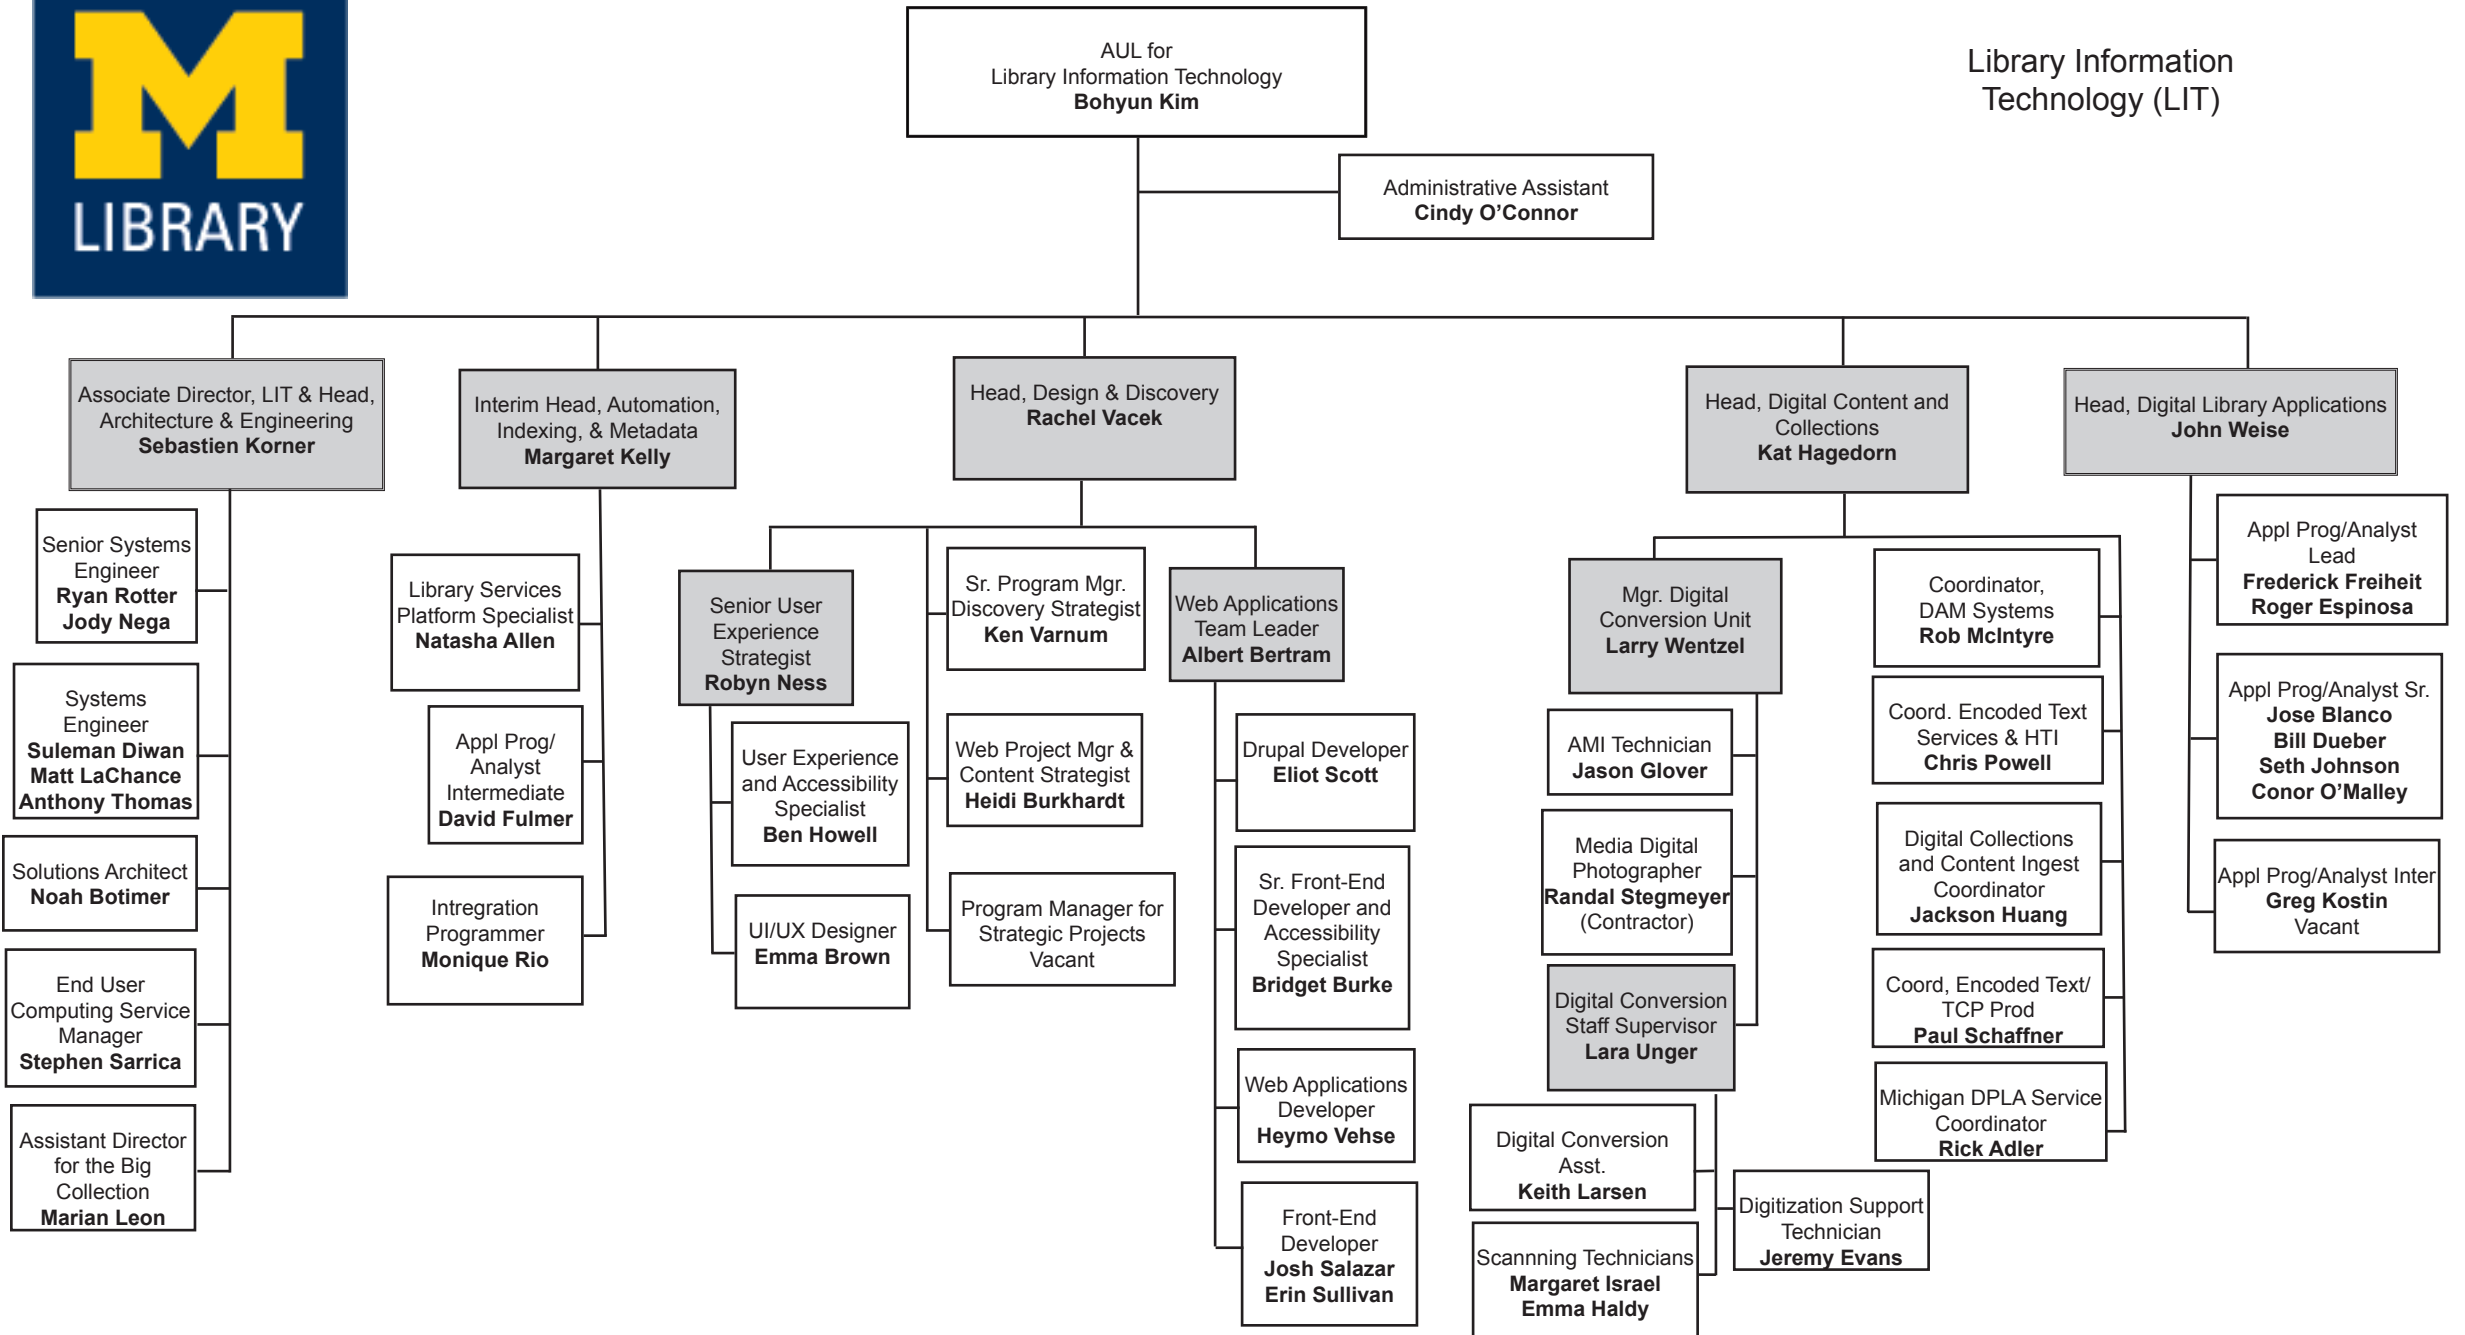 LIBRARY
AUL for
Library Information Technology
Bohyun Kim
Library Information
Technology (LIT)
Administrative Assistant
Cindy O’Connor
Associate Director, LIT & Head,
Architecture & Engineering
Sebastien Korner
Senior Systems
Engineer
Ryan Rotter
Jody Nega
Systems
Engineer
Suleman Diwan
Matt LaChance
Anthony Thomas
Solutions Architect
Noah Botimer
End User
Computing Service
Manager
Stephen Sarrica
Assistant Director
for the Big
Collection
Marian Leon
Interim Head, Automation,
Indexing, & Metadata
Margaret Kelly
Library Services
Platform Specialist
Natasha Allen
Appl Prog/
Analyst
Intermediate
David Fulmer
Intregration
Programmer
Monique Rio
Head, Design & Discovery
Rachel Vacek
Senior User
Experience
Strategist
Robyn Ness
User Experience
and Accessibility
Specialist
Ben Howell
UI/UX Designer
Emma Brown
Sr. Program Mgr.
Discovery Strategist
Ken Varnum
Web Project Mgr &
Content Strategist
Heidi Burkhardt
Program Manager for
Strategic Projects
Vacant
Web Applications
Team Leader
Albert Bertram
Drupal Developer
Eliot Scott
Sr. Front-End
Developer and
Accessibility
Specialist
Bridget Burke
Web Applications
Developer
Heymo Vehse
Front-End
Developer
Josh Salazar
Erin Sullivan
Head, Digital Content and
Collections
Kat Hagedorn
Mgr. Digital
Conversion Unit
Larry Wentzel
AMI Technician
Jason Glover
Media Digital
Photographer
Randal Stegmeyer
(Contractor)
Digital Conversion
Staff Supervisor
Lara Unger
Digital Conversion
Asst.
Keith Larsen
Scannning Technicians
Margaret Israel
Emma Haldy
Digitization Support
Technician
Jeremy Evans
Coordinator,
DAM Systems
Rob McIntyre
Coord. Encoded Text
Services & HTI
Chris Powell
Digital Collections
and Content Ingest
Coordinator
Jackson Huang
Coord, Encoded Text/
TCP Prod
Paul Schaffner
Michigan DPLA Service
Coordinator
Rick Adler
Head, Digital Library Applications
John Weise
Appl Prog/Analyst
Lead
Frederick Freiheit
Roger Espinosa
Appl Prog/Analyst Sr.
Jose Blanco
Bill Dueber
Seth Johnson
Conor O’Malley
Appl Prog/Analyst Inter
Greg Kostin
Vacant